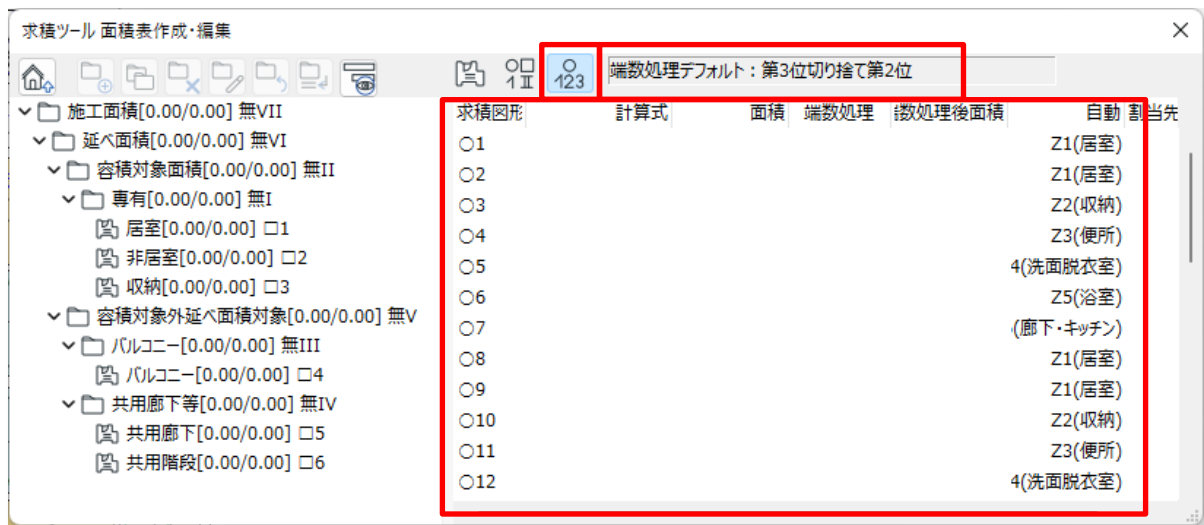 求積ツール 面積表作成・編集
○□ 1 ℼ
○ 123
端数処理デフォルト：第3位切り捨て第2位
施工面積[0.00/0.00] 無VII
延べ面積[0.00/0.00] 無VI
容積対象面積[0.00/0.00] 無II
専有[0.00/0.00] 無I
居室[0.00/0.00] □1
非居室[0.00/0.00] □2
収納[0.00/0.00] □3
容積対象外延べ面積対象[0.00/0.00] 無V
バルコニー[0.00/0.00] 無III
バルコニー[0.00/0.00] □4
共用廊下等[0.00/0.00] 無IV
共用廊下[0.00/0.00] □5
共用階段[0.00/0.00] □6
求積図形 計算式 面積 端数処理 数処理後面積 自動 割当先
○1 Z1(居室)
○2 Z1(居室)
○3 Z2(収納)
○4 Z3(便所)
○5 4(洗面脱衣室)
○6 Z5(浴室)
○7 (廊下・キッチン)
○8 Z1(居室)
○9 Z1(居室)
○10 Z2(収納)
○11 Z3(便所)
○12 4(洗面脱衣室)